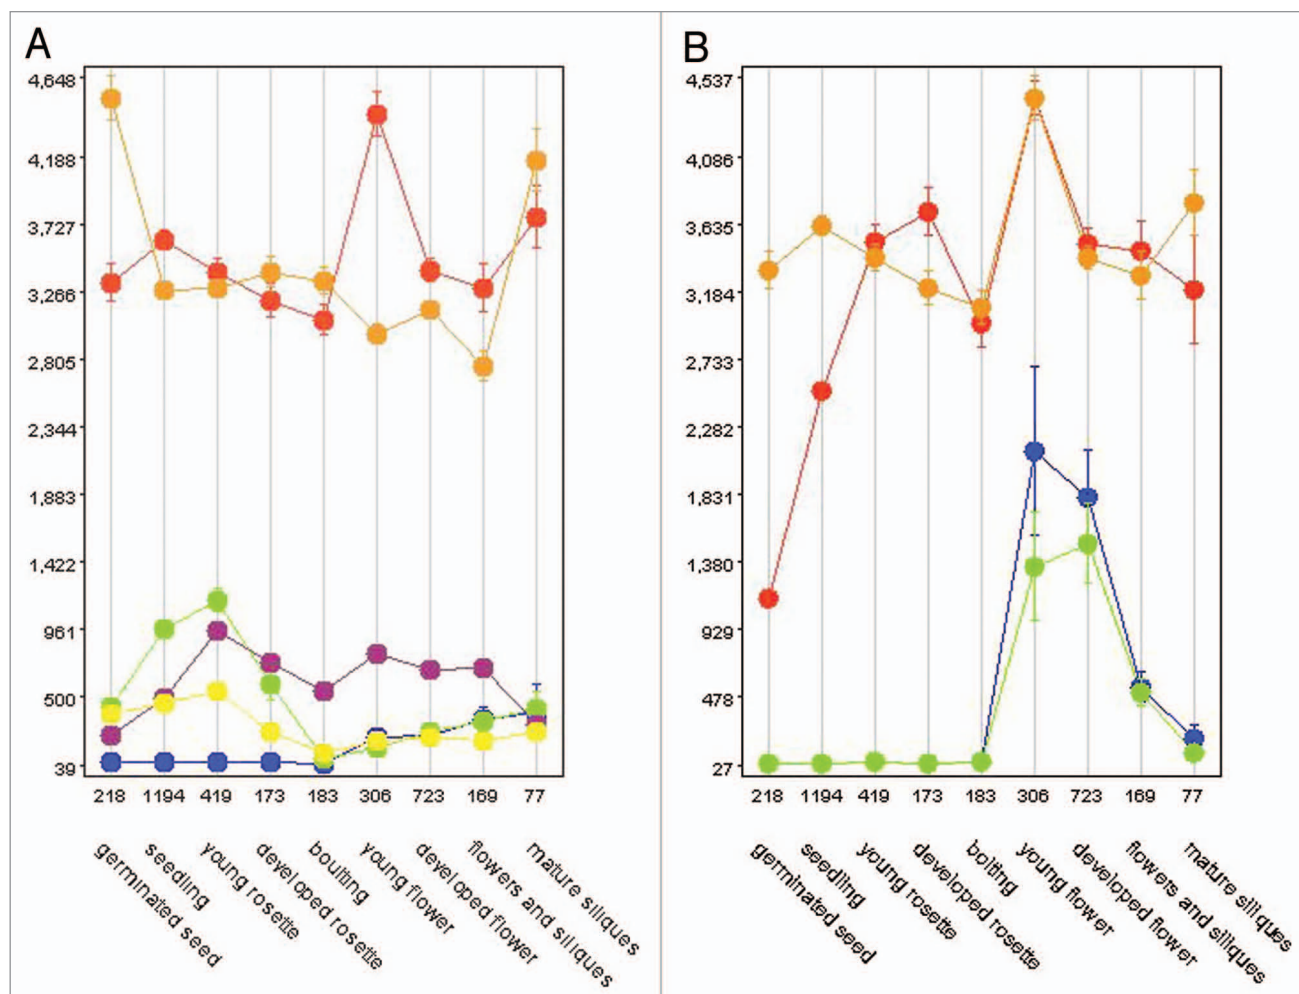 A
4,648
4,188
3,727
3,266
2,805
2,344
1,883
1,422
961
500
39
218 1194 419 173 183 306 723 169 77
germinated seed
seedling
young rosette
developed rosette
boulting
young flower
developed flower
flowers and siliques
mature siliques
B
4,537
4,086
3,635
3,184
2,733
2,282
1,831
1,380
929
478
27
218 1194 419 173 183 306 723 169 77
germinated seed
seedling
young rosette
developed rosette
bolting
young flower
developed flower
flowers and siliques
mature siliques